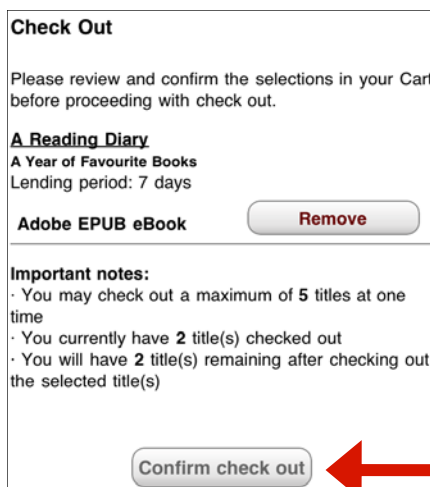 Check Out
Please review and confirm the selections in your Cart
before proceeding with check out.
A Reading Diary
A Year of Favourite Books
Lending period: 7 days
Adobe EPUB eBook Remove
Important notes:
· You may check out a maximum of 5 titles at one
time
· You currently have 2 title(s) checked out
· You will have 2 title(s) remaining after checking out
the selected title(s)
Confirm check out